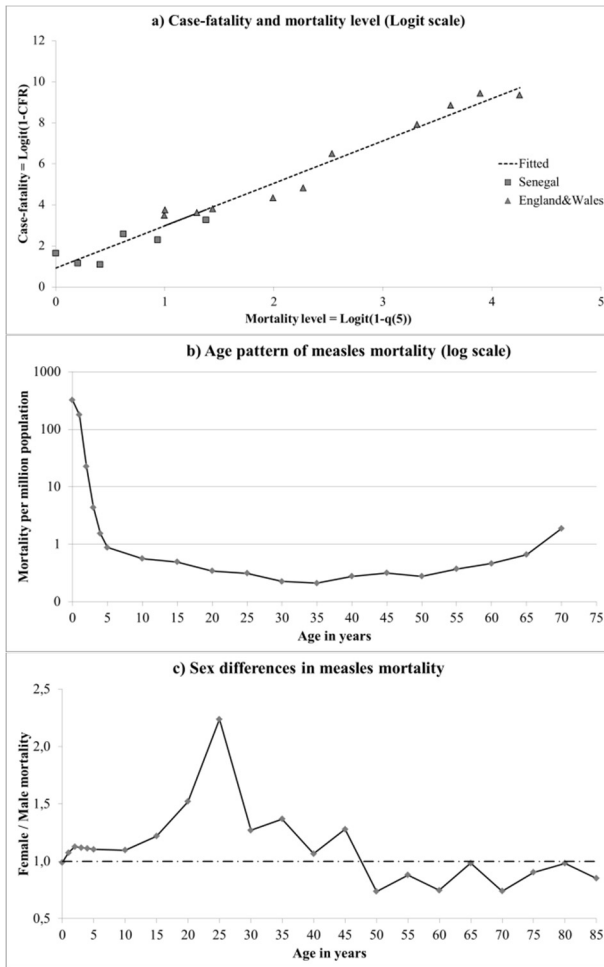 a) Case-fatality and mortality level (Logit scale)
Case-fatality = Logit(1-CFR)
12
10
8
6
4
2
0
Fitted
Senegal
England&Wales
0 1 2 3 4 5
Mortality level = Logit(1-q(5))
b) Age pattern of measles mortality (log scale)
Mortality per million population
1000
100
10
1
0
0 5 10 15 20 25 30 35 40 45 50 55 60 65 70 75
Age in years
c) Sex differences in measles mortality
Female / Male mortality
2,5
2,0
1,5
1,0
0,5
0 5 10 15 20 25 30 35 40 45 50 55 60 65 70 75 80 85
Age in years